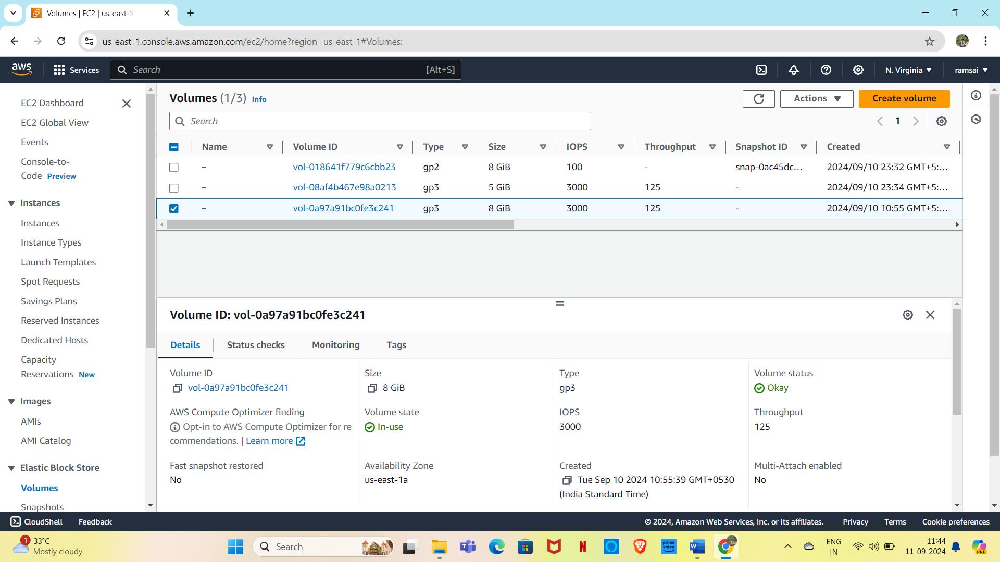 Volumes | EC2 | us-east-1
us-east-1.console.aws.amazon.com/ec2/home?region=us-east-1#Volumes:
aws
Services
Search
[Alt+S]
N. Virginia
ramsai
EC2 Dashboard
EC2 Global View
Events
Console-to-
Code Preview
Instances
Instances
Instance Types
Launch Templates
Spot Requests
Savings Plans
Reserved Instances
Dedicated Hosts
Capacity
Reservations New
Images
AMIs
AMI Catalog
Elastic Block Store
Volumes
Snapshots
Volumes (1/3) Info
Actions
Create volume
Search
1
Name Volume ID Type Size IOPS Throughput Snapshot ID Created
– vol-018641f779c6cbb23 gp2 8 GiB 100 - snap-0ac45dc... 2024/09/10 23:32 GMT+5:...
– vol-08af4b467e98a0213 gp3 5 GiB 3000 125 - 2024/09/10 23:34 GMT+5:...
– vol-0a97a91bc0fe3c241 gp3 8 GiB 3000 125 - 2024/09/10 10:55 GMT+5:...
Volume ID: vol-0a97a91bc0fe3c241
Details
Status checks
Monitoring
Tags
Volume ID
vol-0a97a91bc0fe3c241
Size
8 GiB
Type
gp3
Volume status
Okay
AWS Compute Optimizer finding
Opt-in to AWS Compute Optimizer for re
commendations. | Learn more
Volume state
In-use
IOPS
3000
Throughput
125
Fast snapshot restored
No
Availability Zone
us-east-1a
Created
Tue Sep 10 2024 10:55:39 GMT+0530
(India Standard Time)
Multi-Attach enabled
No
CloudShell
Feedback
© 2024, Amazon Web Services, Inc. or its affiliates.
Privacy
Terms
Cookie preferences
1
33°C
Mostly cloudy
Search
N
prime
video
W
ENG
IN
11:44
11-09-2024
PRE